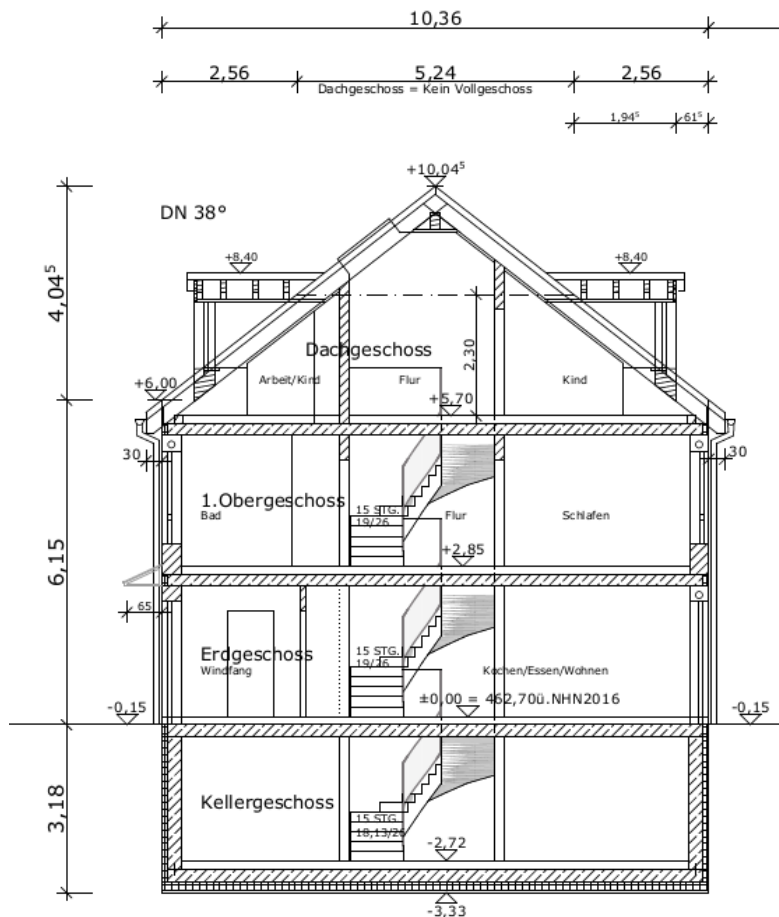 10,36
2,56 5,24 2,56
Dachgeschoss = Kein Vollgeschoss
1,94⁵ 61⁵
+10,04⁵
DN 38°
+8,40 +8,40
4,04⁵
2,30
Dachgeschoss
Arbeit/Kind Flur Kind
+6,00
+5,70
30 30
1.Obergeschoss
Bad 15 STG. Flur Schlafen
19/26
+2,85
6,15
65
Erdgeschoss 15 STG.
Windfang 19/26 Kochen/Essen/Wohnen
±0,00 = 462,70ü.NHN2016
-0,15 -0,15
3,18
Kellergeschoss
15 STG
18,13/26
-2,72
-3,33